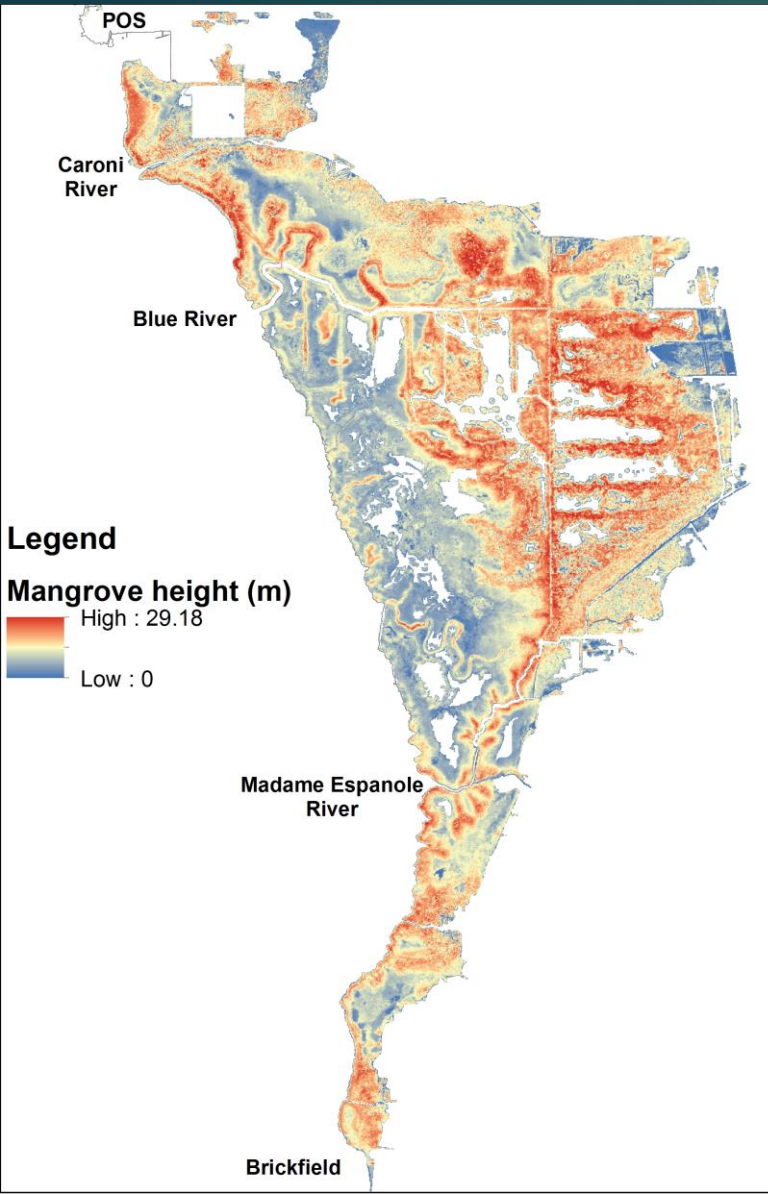 POS
Caroni
River
Blue River
Legend
Mangrove height (m)
High : 29.18
Low : 0
Madame Espanole
River
Brickfield